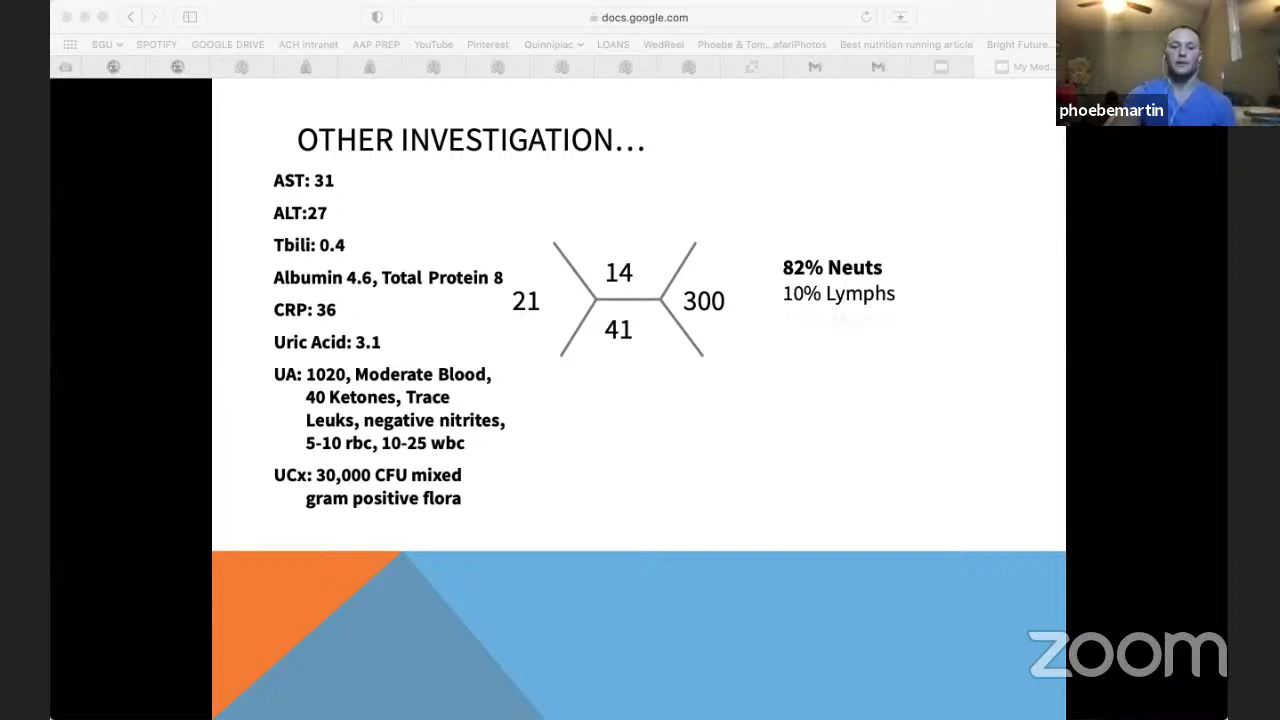 docs.google.com
SGU SPOTIFY GOOGLE DRIVE ACH intranet AAP PREP YouTube Pinterest Quinnipiac LOANS WedReel Phoebe & Tom...afariPhotos Best nutrition running article Bright Future...
My Med...
phoebemartin
OTHER INVESTIGATION...
AST: 31
ALT:27
Tbili: 0.4
Albumin 4.6, Total Protein 8
CRP: 36
Uric Acid: 3.1
UA: 1020, Moderate Blood,
40 Ketones, Trace
Leuks, negative nitrites,
5-10 rbc, 10-25 wbc
UCx: 30,000 CFU mixed
gram positive flora
14
21
300
41
82% Neuts
10% Lymphs
zoom